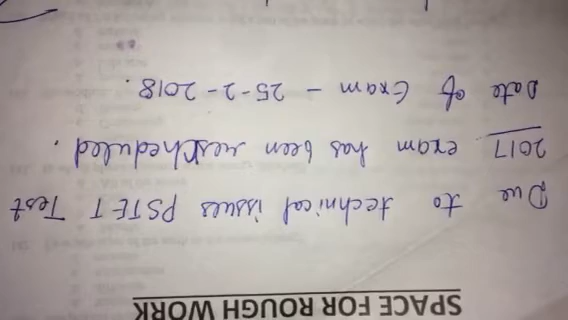 SPACE FOR ROUGH WORK
Due to technical issues PSTET Test
2017 exam has been rescheduled.
Date of Exam - 25-2-2018.